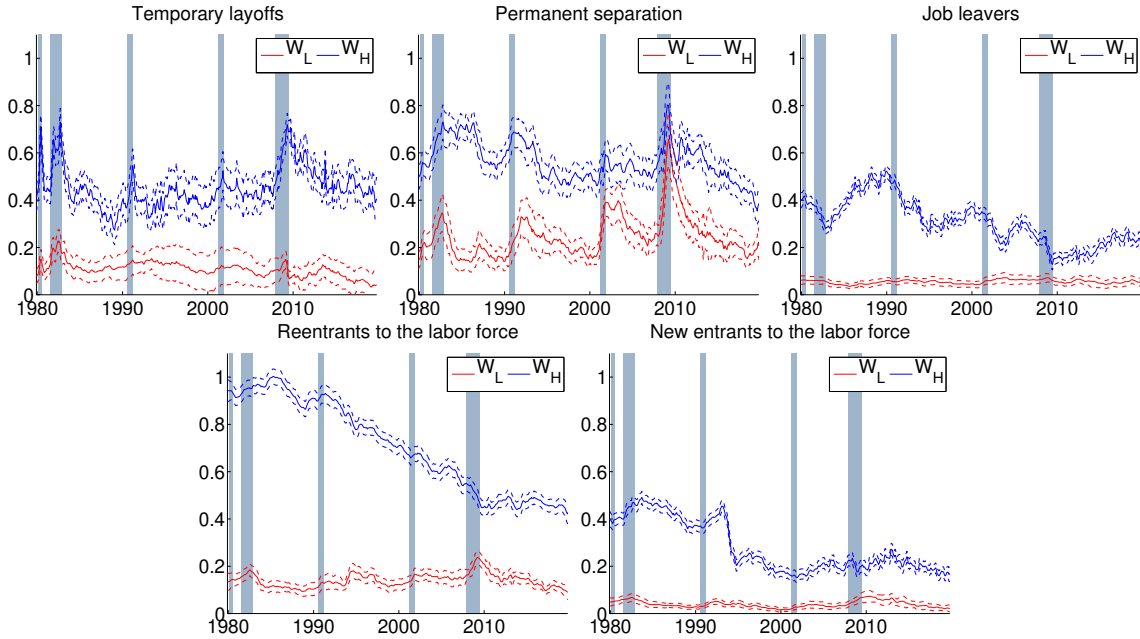 Temporary layoffs
W_L W_H
1
0.8
0.6
0.4
0.2
0
1980 1990 2000 2010
Permanent separation
W_L W_H
1
0.8
0.6
0.4
0.2
0
1980 1990 2000 2010
Job leavers
W_L W_H
1
0.8
0.6
0.4
0.2
0
1980 1990 2000 2010
Reentrants to the labor force
W_L W_H
1
0.8
0.6
0.4
0.2
0
1980 1990 2000 2010
New entrants to the labor force
W_L W_H
1
0.8
0.6
0.4
0.2
0
1980 1990 2000 2010